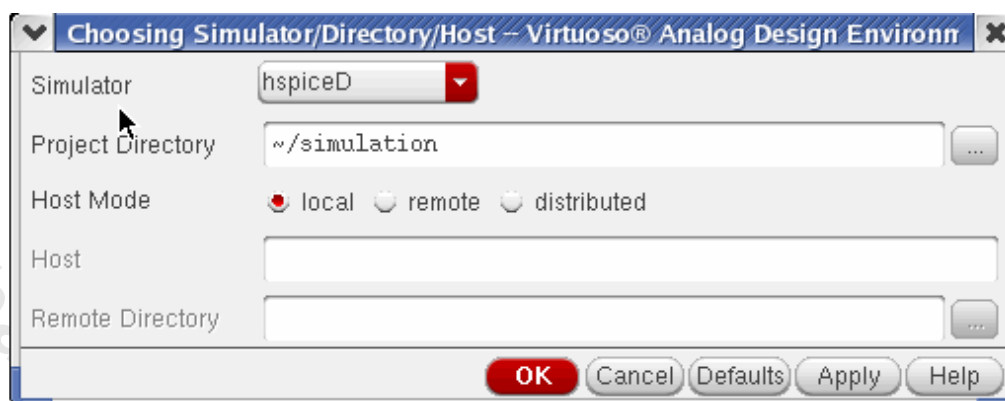 Choosing Simulator/Directory/Host -- Virtuoso® Analog Design Environm
Simulator hspiceD
Project Directory ~/simulation ...
Host Mode local remote distributed
Host
Remote Directory ...
OK Cancel Defaults Apply Help